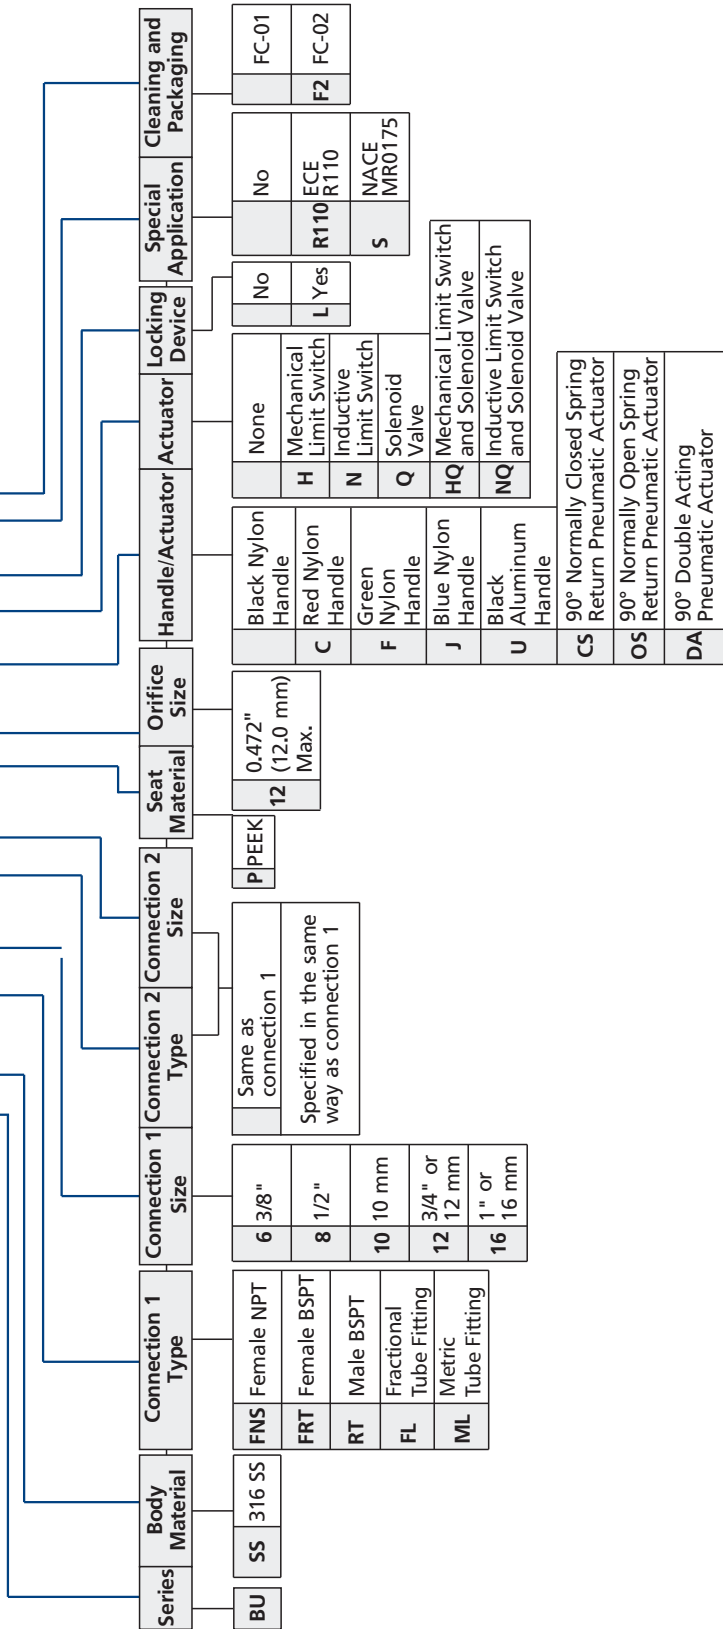 Series
BU
Body
Material
SS 316 SS
Connection 1
Type
FNS Female NPT
FRT Female BSPT
RT Male BSPT
FL Fractional
Tube Fitting
ML Metric
Tube Fitting
Connection 1
Size
6 3/8"
8 1/2"
10 10 mm
12 3/4" or
12 mm
16 1" or
16 mm
Connection 2
Type
Connection 2
Size
Same as
connection 1
Specified in the same
way as connection 1
Seat
Material
P PEEK
Orifice
Size
12 0.472"
(12.0 mm)
Max.
Handle/Actuator
Black Nylon
Handle
C Red Nylon
Handle
F Green
Nylon
Handle
J Blue Nylon
Handle
U Black
Aluminum
Handle
CS 90° Normally Closed Spring
Return Pneumatic Actuator
OS 90° Normally Open Spring
Return Pneumatic Actuator
DA 90° Double Acting
Pneumatic Actuator
Actuator
None
H Mechanical
Limit Switch
N Inductive
Limit Switch
Q Solenoid
Valve
HQ Mechanical Limit Switch
and Solenoid Valve
NQ Inductive Limit Switch
and Solenoid Valve
Locking
Device
No
L Yes
Special
Application
No
R110 ECE
R110
S NACE
MR0175
Cleaning and
Packaging
FC-01
F2 FC-02